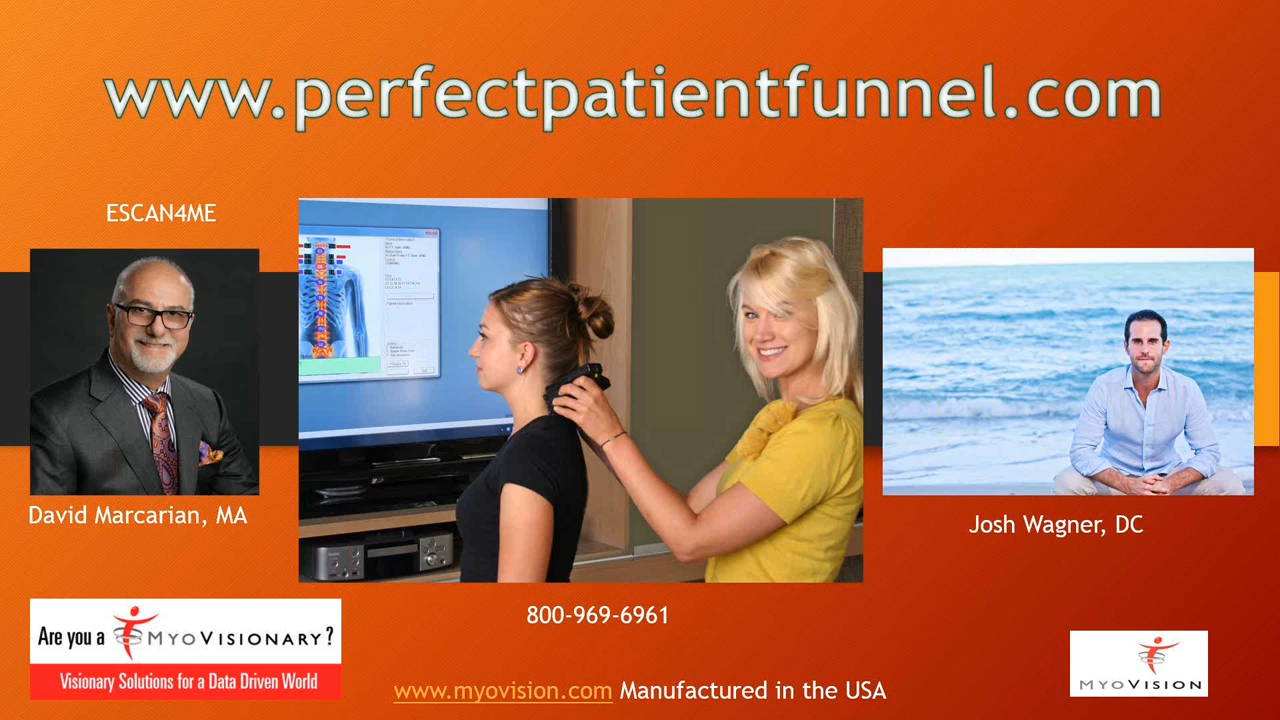 www.perfectpatientfunnel.com
ESCAN4ME
David Marcarian, MA
Josh Wagner, DC
800-969-6961
Are you a MYOVISIONARY?
Visionary Solutions for a Data Driven World
MYOVISION
www.myovision.com Manufactured in the USA